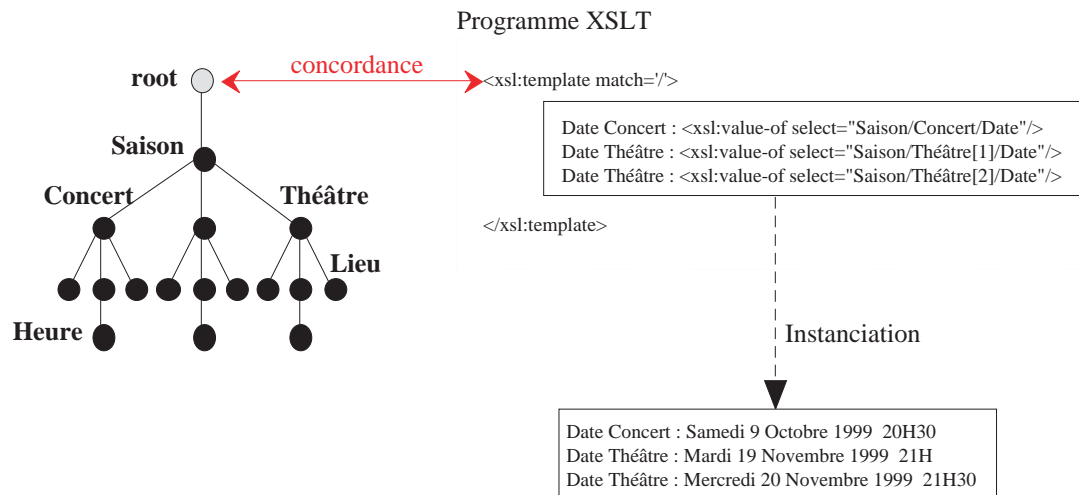 Programme XSLT
root
concordance
<xsl:template match='/'>
Date Concert : <xsl:value-of select="Saison/Concert/Date"/>
Date Théâtre : <xsl:value-of select="Saison/Théâtre[1]/Date"/>
Date Théâtre : <xsl:value-of select="Saison/Théâtre[2]/Date"/>
</xsl:template>
Saison
Concert
Théâtre
Lieu
Heure
Instanciation
Date Concert : Samedi 9 Octobre 1999 20H30
Date Théâtre : Mardi 19 Novembre 1999 21H
Date Théâtre : Mercredi 20 Novembre 1999 21H30